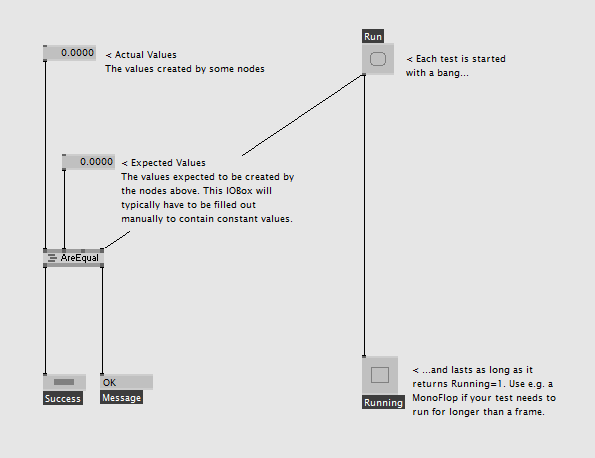 Run
0.0000
< Actual Values
The values created by some nodes
< Each test is started
with a bang...
0.0000
< Expected Values
The values expected to be created by
the nodes above. This IOBox will
typically have to be filled out
manually to contain constant values.
AreEqual
OK
Success
Message
< ...and lasts as long as it
returns Running=1. Use e.g. a
MonoFlop if your test needs to
run for longer than a frame.
Running